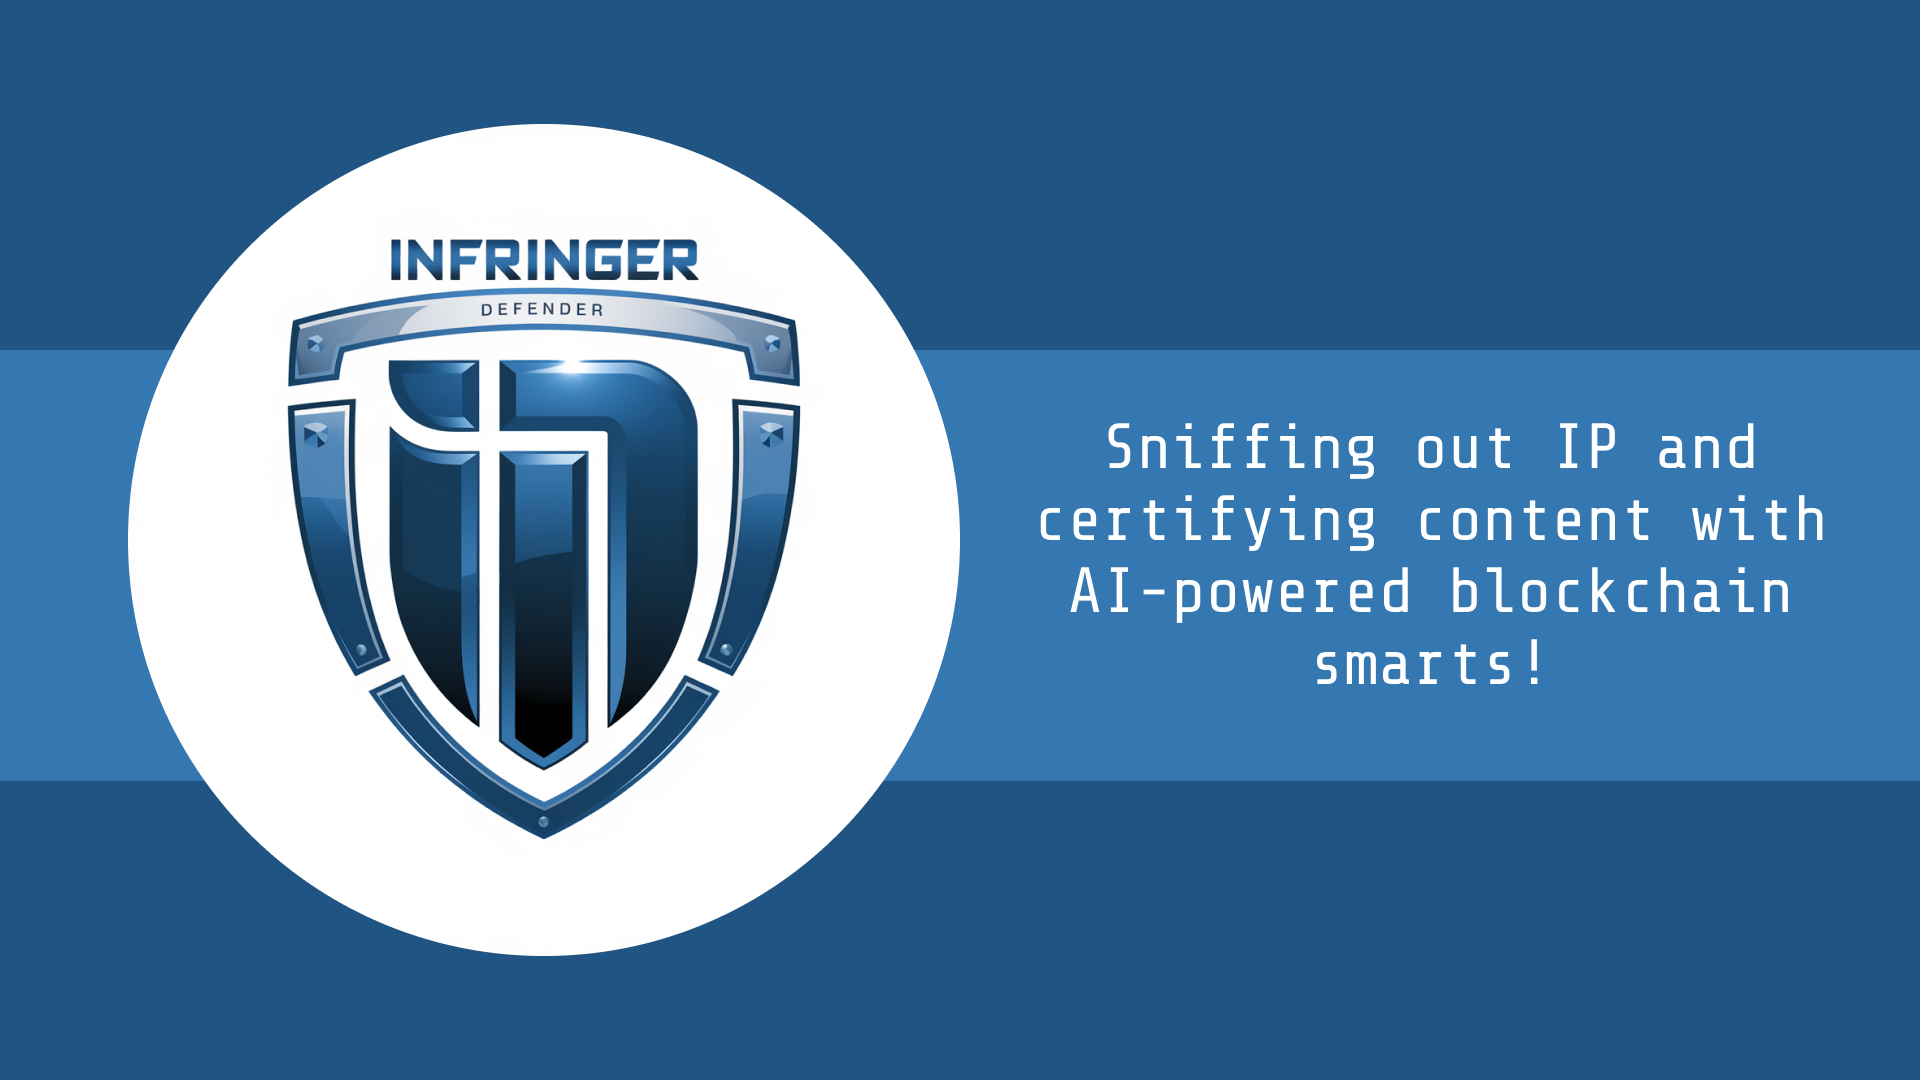 INFRINGER
DEFENDER
Sniffing out IP and
certifying content with
AI-powered blockchain
smarts!